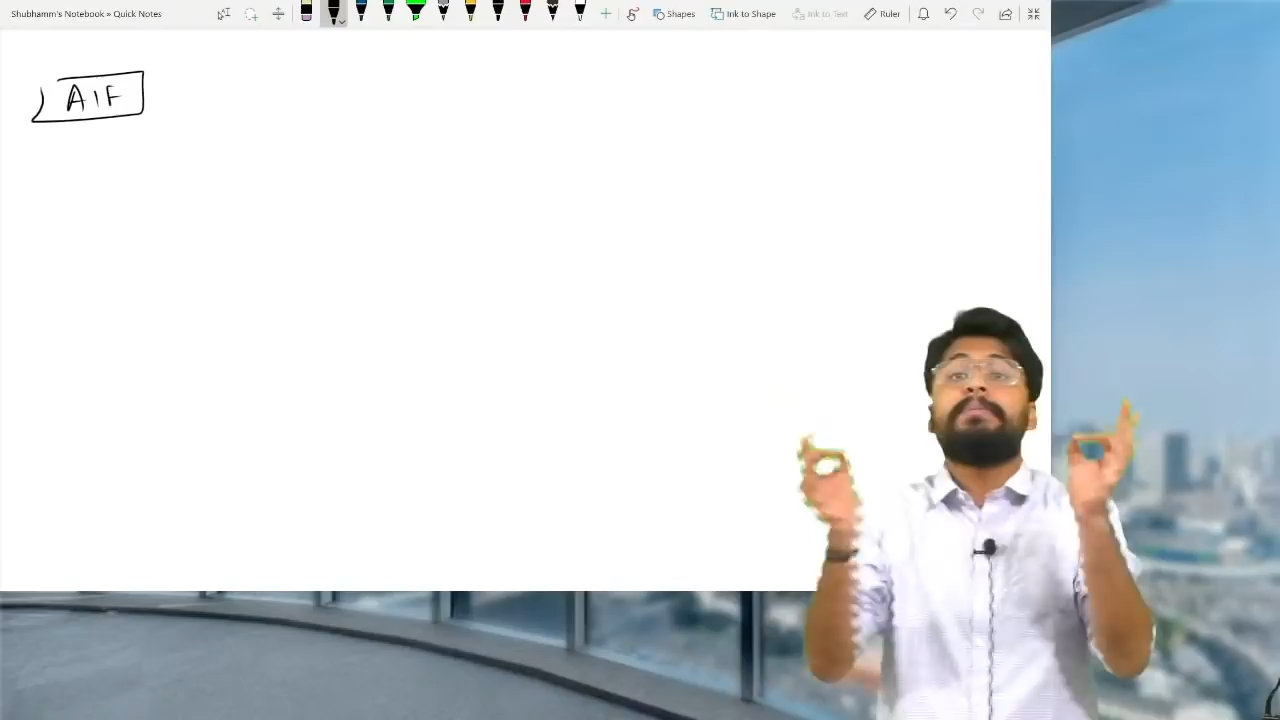 Shubhamm's Notebook » Quick Notes
Shapes
Ink to Shape
Ink to Text
Ruler
AIF